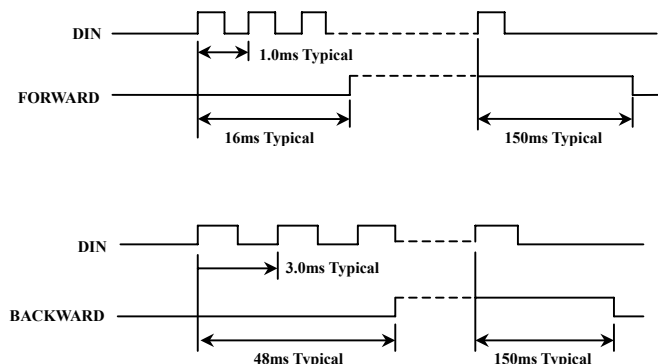 DIN
1.0ms Typical
FORWARD
16ms Typical
150ms Typical
DIN
3.0ms Typical
BACKWARD
48ms Typical
150ms Typical